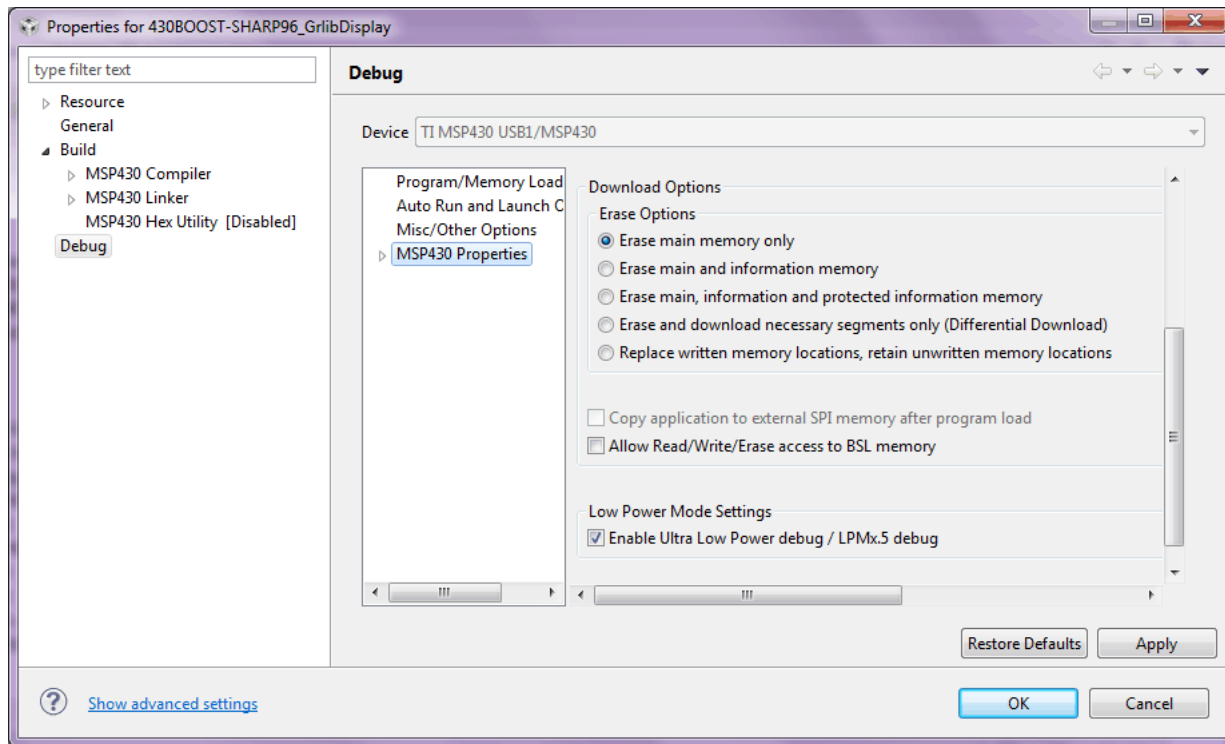 Properties for 430BOOST-SHARP96_GrlibDisplay
type filter text
Resource
General
Build
MSP430 Compiler
MSP430 Linker
MSP430 Hex Utility [Disabled]
Debug
Debug
Device
TI MSP430 USB1/MSP430
Program/Memory Load
Auto Run and Launch O
Misc/Other Options
MSP430 Properties
Download Options
Erase Options
Erase main memory only
Erase main and information memory
Erase main, information and protected information memory
Erase and download necessary segments only (Differential Download)
Replace written memory locations, retain unwritten memory locations
Copy application to external SPI memory after program load
Allow Read/Write/Erase access to BSL memory
Low Power Mode Settings
Enable Ultra Low Power debug / LPMx.5 debug
Restore Defaults
Apply
?
Show advanced settings
OK
Cancel